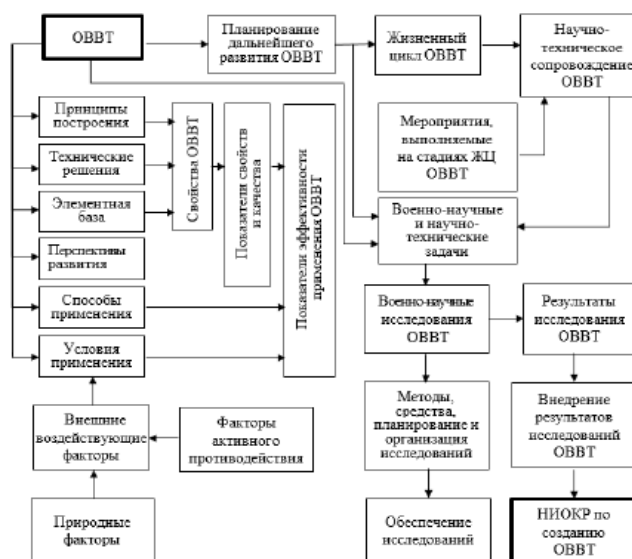 ОВВТ
Планирование
дальнейшего
развития ОВВТ
Жизненный
цикл ОВВТ
Научно-
техническое
сопровождение
ОВВТ
Принципы
построения
Технические
решения
Элементная
база
Перспективы
развития
Способы
применения
Условия
применения
Свойства ОВВТ
Показатели свойств
и качества
Показатели эффективности
применения ОВВТ
Мероприятия,
выполняемые
на стадиях ЖЦ
ОВВТ
Военно-научные
и научно-
технические
задачи
Военно-научные
исследования
ОВВТ
Результаты
исследования
ОВВТ
Методы,
средства,
планирование и
организация
исследований
Внедрение
результатов
исследований
ОВВТ
Внешние
воздействующие
факторы
Факторы
активного
противодействия
Природные
факторы
Обеспечение
исследований
НИОКР по
созданию
ОВВТ